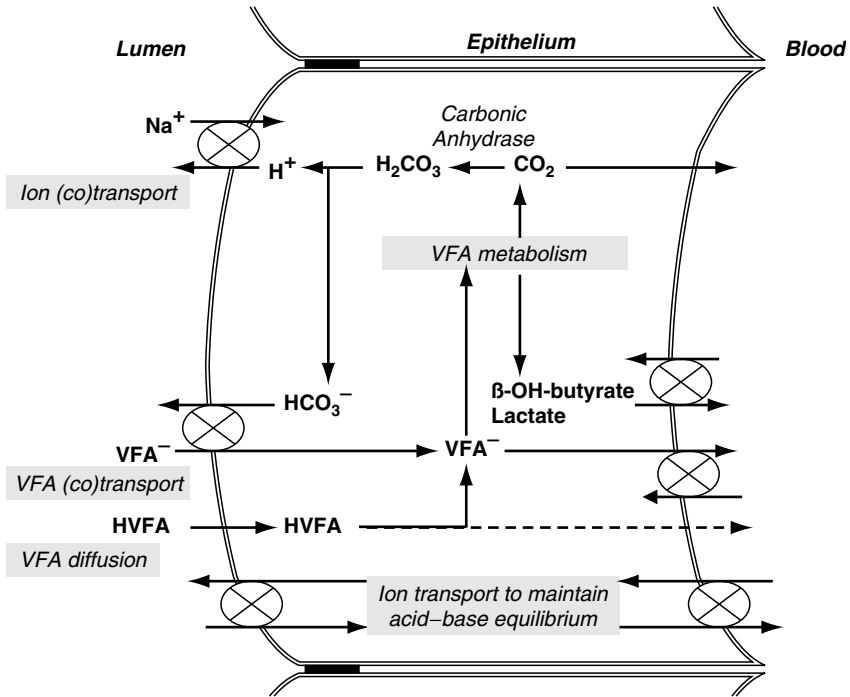 Lumen
Epithelium
Blood
Na⁺
Carbonic
Anhydrase
H⁺
H₂CO₃
CO₂
Ion (co)transport
VFA metabolism
HCO₃⁻
ß-OH-butyrate
Lactate
VFA⁻
VFA⁻
VFA (co)transport
HVFA
HVFA
VFA diffusion
Ion transport to maintain
acid–base equilibrium